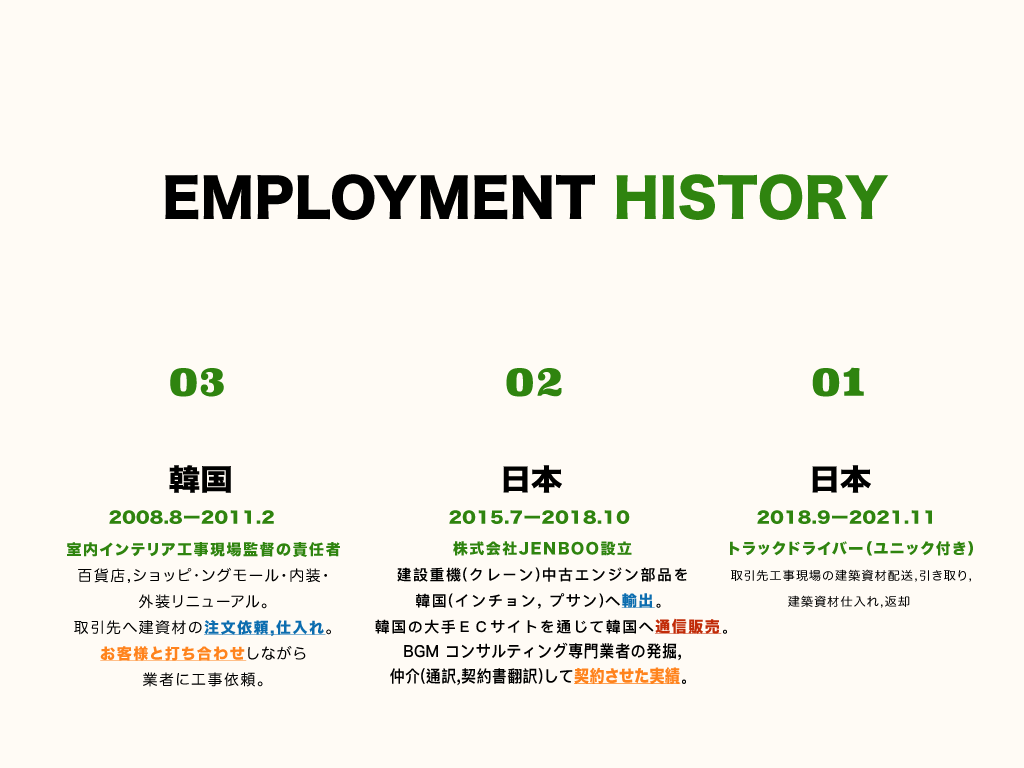 EMPLOYMENT HISTORY
03
韓国
2008.8ー2011.2
室内インテリア工事現場監督の責任者
百貨店,ショッピ･ングモール･内装･
外装リニューアル。
取引先へ建資材の注文依頼,仕入れ。
お客様と打ち合わせしながら
業者に工事依頼。
02
日本
2015.7ー2018.10
株式会社JENBOO設立
建設重機(クレーン)中古エンジン部品を
韓国(インチョン, プサン)へ輸出。
韓国の大手ＥＣサイトを通じて韓国へ通信販売。
BGM コンサルティング専門業者の発掘,
仲介(通訳,契約書翻訳)して契約させた実績。
01
日本
2018.9ー2021.11
トラックドライバー(ユニック付き)
取引先工事現場の建築資材配送,引き取り,
建築資材仕入れ,返却